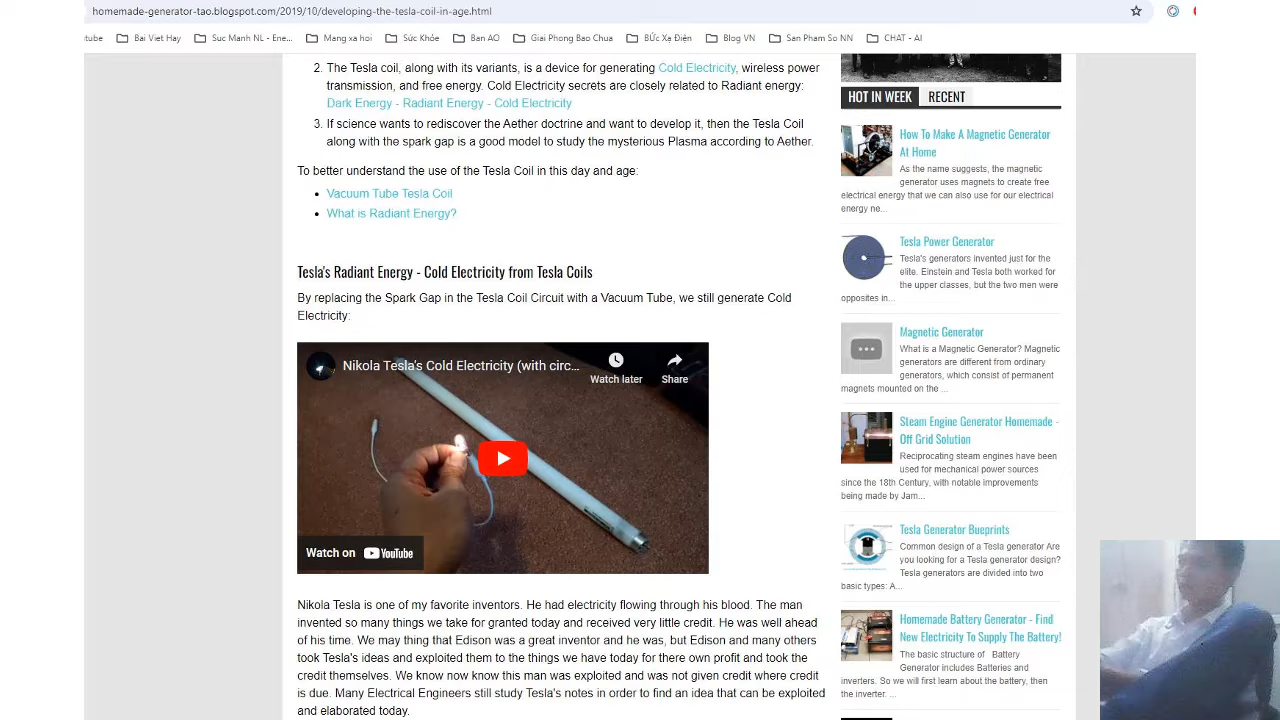 homemade-generator-tao.blogspot.com/2019/10/developing-the-tesla-coil-in-age.html
tube
Bai Viet Hay
Suc Manh NL - Ene...
Mang xa hoi
Sức Khỏe
Ban AO
Giai Phong Bao Chua
BỨc Xạ Điện
Blog VN
San Pham So NN
CHAT - AI
2. The Tesla coil, along with its variants, is a device for generating Cold Electricity, wireless power
transmission, and free energy. Cold Electricity secrets are closely related to Radiant energy:
Dark Energy - Radiant Energy - Cold Electricity
3. If science wants to rediscover the Aether doctrine and want to develop it, then the Tesla Coil
along with the spark gap is a good model to study the mysterious Plasma according to Aether.
To better understand the use of the Tesla Coil in this day and age:
• Vacuum Tube Tesla Coil
• What is Radiant Energy?
Tesla's Radiant Energy - Cold Electricity from Tesla Coils
By replacing the Spark Gap in the Tesla Coil Circuit with a Vacuum Tube, we still generate Cold
Electricity:
Nikola Tesla's Cold Electricity (with circ...
Watch later
Share
Watch on YouTube
Nikola Tesla is one of my favorite inventors. He had electricity flowing through his blood. The man
invented many things we take for granted today and received very little credit. He was well ahead
of his time. We may thing that Edison was a great inventor and he was, but Edison and many others
took Tesla's ideas and expolited them to the things we have today for there own profit and took the
credit themselves. We know now know this man was exploited and was not given credit where credit
is due. Many Electrical Engineers still study Tesla's notes in order to find an idea that can be exploited
and elaborated today.
HOT IN WEEK
RECENT
How To Make A Magnetic Generator
At Home
As the name suggests, the magnetic
generator uses magnets to create free
electrical energy that we can also use for our electrical
energy ne...
Tesla Power Generator
Tesla's generators invented just for the
elite. Einstein and Tesla both worked for
the upper classes, but the two men were
opposites in...
Magnetic Generator
What is a Magnetic Generator? Magnetic
generators are different from ordinary
generators, which consist of permanent
magnets mounted on the ...
Steam Engine Generator Homemade -
Off Grid Solution
Reciprocating steam engines have been
used for mechanical power sources
since the 18th Century, with notable improvements
being made by Jam...
Tesla Generator Bueprints
Common design of a Tesla generator Are
you looking for a Tesla generator design?
Tesla generators are divided into two
basic types: A...
Homemade Battery Generator - Find
New Electricity To Supply The Battery!
The basic structure of Battery
Generator includes Batteries and
inverters. So we will first learn about the battery, then
the inverter. ...